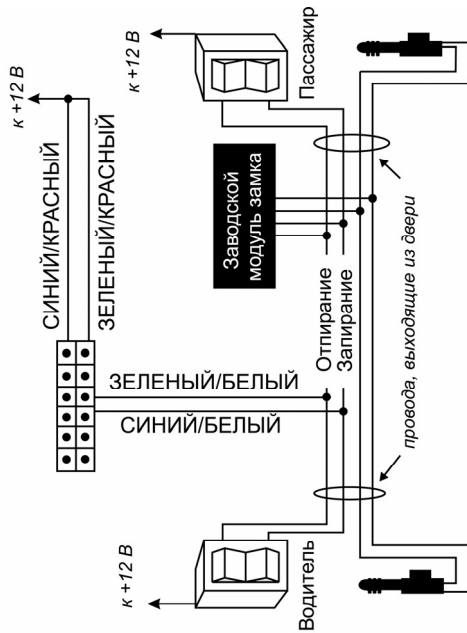 к +12 В
СИНИЙ/КРАСНЫЙ
ЗЕЛЕНЫЙ/КРАСНЫЙ
к +12 В
Пассажир
Заводской
модуль замка
Отпирание
Запирание
провода, выходящие из двери
ЗЕЛЕНЫЙ/БЕЛЫЙ
СИНИЙ/БЕЛЫЙ
к +12 В
Водитель